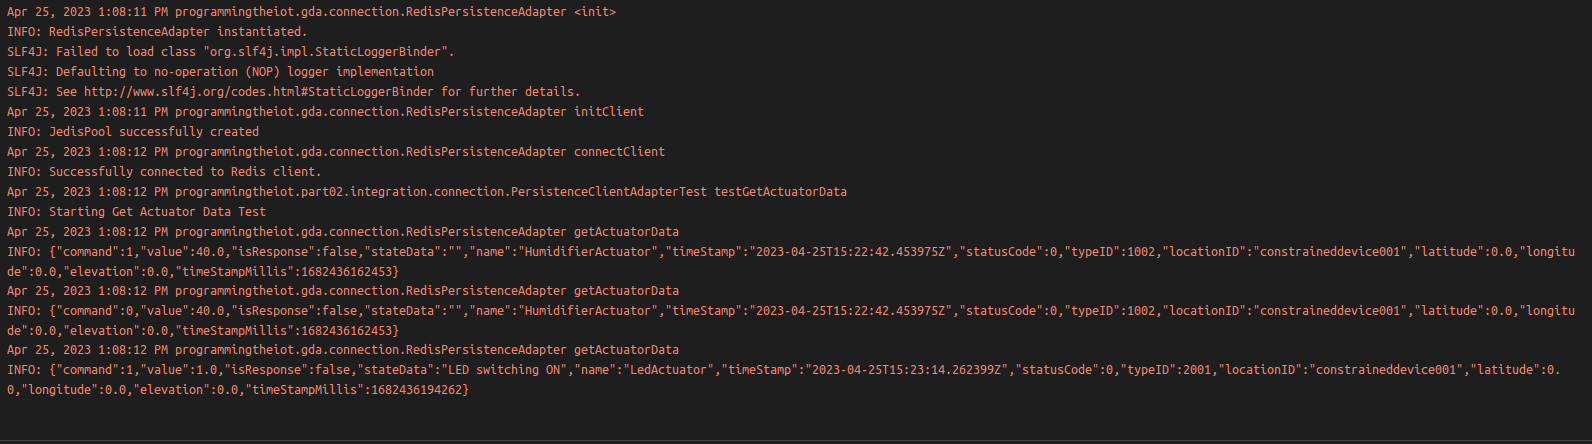 Apr 25, 2023 1:08:11 PM programmingtheiot.gda.connection.RedisPersistenceAdapter <init>
INFO: RedisPersistenceAdapter instantiated.
SLF4J: Failed to load class "org.slf4j.impl.StaticLoggerBinder".
SLF4J: Defaulting to no-operation (NOP) logger implementation
SLF4J: See http://www.slf4j.org/codes.html#StaticLoggerBinder for further details.
Apr 25, 2023 1:08:11 PM programmingtheiot.gda.connection.RedisPersistenceAdapter initClient
INFO: JedisPool successfully created
Apr 25, 2023 1:08:12 PM programmingtheiot.gda.connection.RedisPersistenceAdapter connectClient
INFO: Successfully connected to Redis client.
Apr 25, 2023 1:08:12 PM programmingtheiot.part02.integration.connection.PersistenceClientAdapterTest testGetActuatorData
INFO: Starting Get Actuator Data Test
Apr 25, 2023 1:08:12 PM programmingtheiot.gda.connection.RedisPersistenceAdapter getActuatorData
INFO: {"command":1,"value":40.0,"isResponse":false,"stateData":"","name":"HumidifierActuator","timeStamp":"2023-04-25T15:22:42.453975Z","statusCode":0,"typeID":1002,"locationID":"constraineddevice001","latitude":0.0,"longitu
de":0.0,"elevation":0.0,"timeStampMillis":1682436162453}
Apr 25, 2023 1:08:12 PM programmingtheiot.gda.connection.RedisPersistenceAdapter getActuatorData
INFO: {"command":0,"value":40.0,"isResponse":false,"stateData":"","name":"HumidifierActuator","timeStamp":"2023-04-25T15:22:42.453975Z","statusCode":0,"typeID":1002,"locationID":"constraineddevice001","latitude":0.0,"longitu
de":0.0,"elevation":0.0,"timeStampMillis":1682436162453}
Apr 25, 2023 1:08:12 PM programmingtheiot.gda.connection.RedisPersistenceAdapter getActuatorData
INFO: {"command":1,"value":1.0,"isResponse":false,"stateData":"LED switching ON","name":"LedActuator","timeStamp":"2023-04-25T15:23:14.262399Z","statusCode":0,"typeID":2001,"locationID":"constraineddevice001","latitude":0.
0,"longitude":0.0,"elevation":0.0,"timeStampMillis":1682436194262}